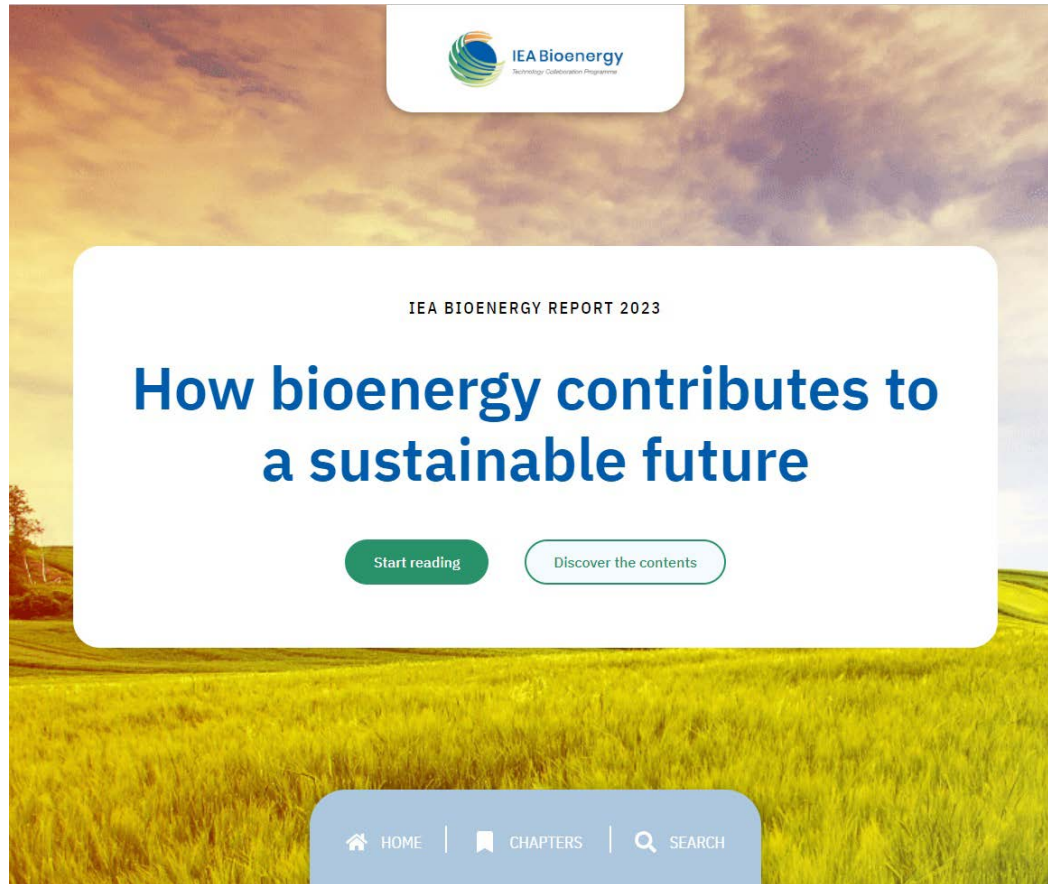 IEA Bioenergy
Technology Collaboration Programme
IEA BIOENERGY REPORT 2023
How bioenergy contributes to
a sustainable future
Start reading
Discover the contents
HOME
CHAPTERS
SEARCH